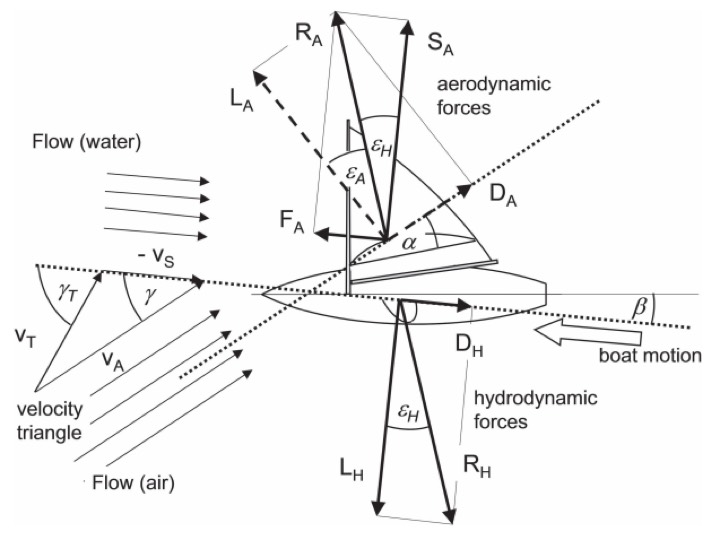 R_A
S_A
L_A
aerodynamic
forces
Flow (water)
ε_H
ε_A
D_A
F_A
α
- v_S
γ_T
γ
β
v_T
v_A
D_H
boat motion
velocity
triangle
ε_H
hydrodynamic
forces
L_H
R_H
Flow (air)